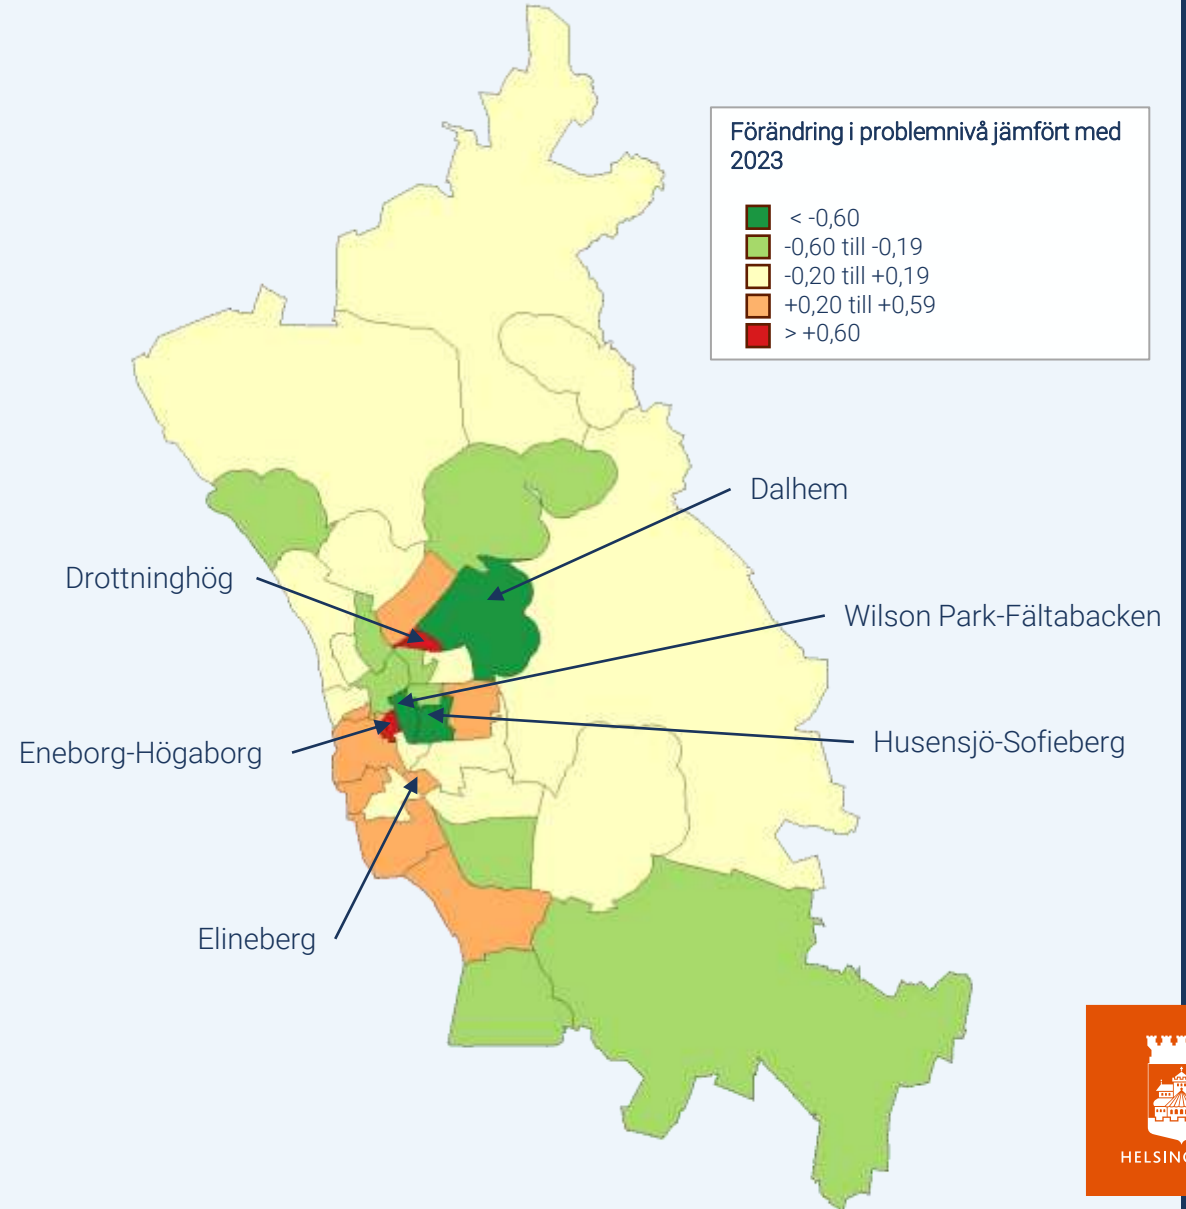 Förändring i problemnivå jämfört med
2023
< -0,60
-0,60 till -0,19
-0,20 till +0,19
+0,20 till +0,59
> +0,60
Dalhem
Drottninghög
Wilson Park-Fältabacken
Eneborg-Högaborg
Husensjö-Sofieberg
Elineberg